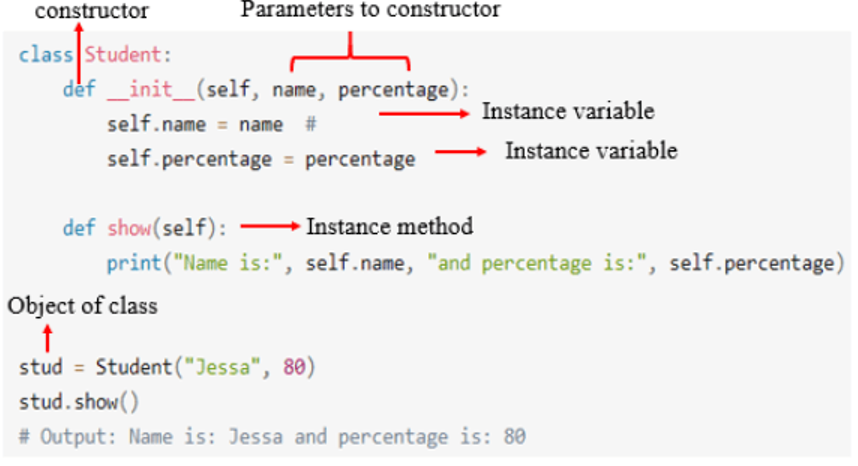 constructor
Parameters to constructor
class Student:
def __init__(self, name, percentage):
Instance variable
self.name = name #
Instance variable
self.percentage = percentage
def show(self):
Instance method
print("Name is:", self.name, "and percentage is:", self.percentage)
Object of class
stud = Student("Jessa", 80)
stud.show()
# Output: Name is: Jessa and percentage is: 80